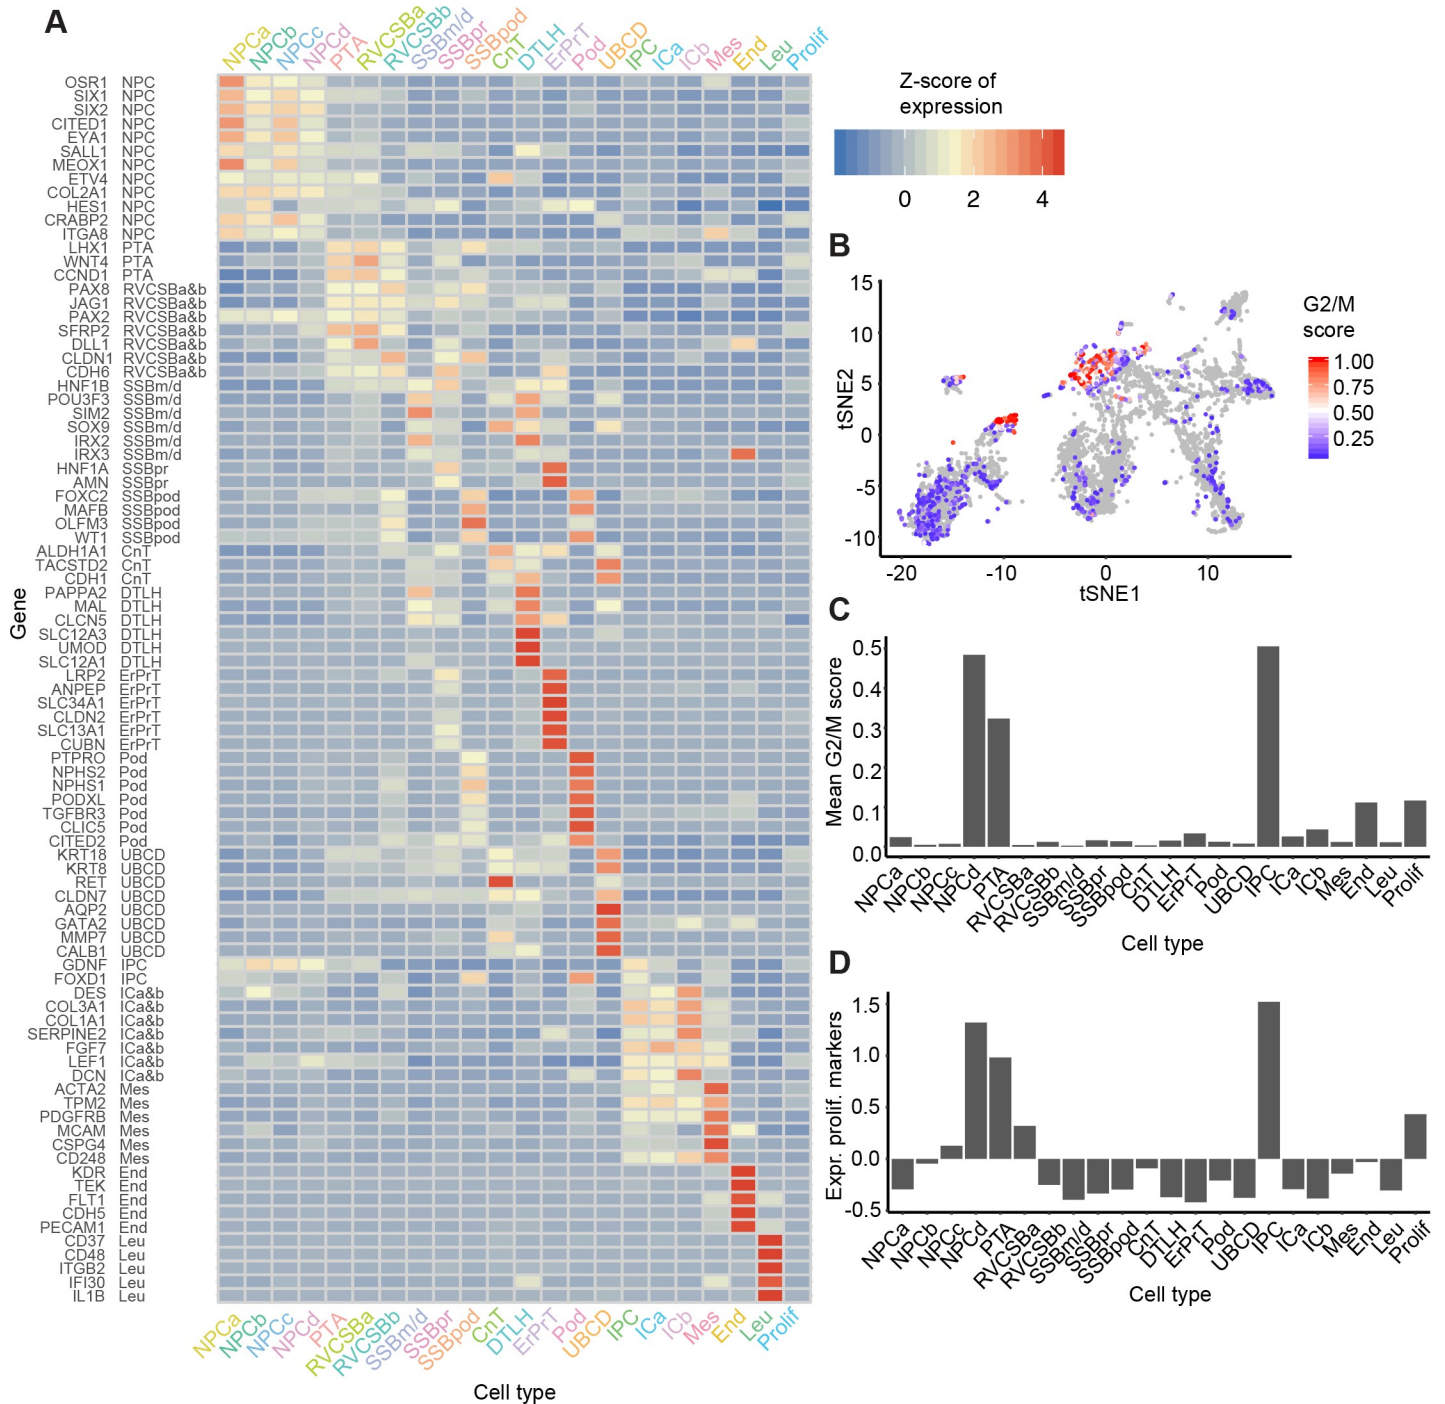 A
NPCa NPCb NPCc NPCd PTA RVCSBa RVCSBb SSBm/d SSBpr SSBpod CnT DTLH ErPrT Pod UBCD IPC ICa ICb Mes End Leu Prolif
OSR1 NPC
SIX1 NPC
SIX2 NPC
CITED1 NPC
EYA1 NPC
SALL1 NPC
MEOX1 NPC
ETV4 NPC
COL2A1 NPC
HES1 NPC
CRABP2 NPC
ITGA8 NPC
LHX1 PTA
WNT4 PTA
CCND1 PTA
PAX8 RVCSBa&b
JAG1 RVCSBa&b
PAX2 RVCSBa&b
SFRP2 RVCSBa&b
DLL1 RVCSBa&b
CLDN1 RVCSBa&b
CDH6 RVCSBa&b
HNF1B SSBm/d
POU3F3 SSBm/d
SIM2 SSBm/d
SOX9 SSBm/d
IRX2 SSBm/d
IRX3 SSBm/d
HNF1A SSBpr
AMN SSBpr
FOXC2 SSBpod
MAFB SSBpod
OLFM3 SSBpod
WT1 SSBpod
ALDH1A1 CnT
TACSTD2 CnT
CDH1 CnT
PAPPA2 DTLH
MAL DTLH
CLCN5 DTLH
SLC12A3 DTLH
UMOD DTLH
SLC12A1 DTLH
LRP2 ErPrT
ANPEP ErPrT
SLC34A1 ErPrT
CLDN2 ErPrT
SLC13A1 ErPrT
CUBN ErPrT
PTPRO Pod
NPHS2 Pod
NPHS1 Pod
PODXL Pod
TGFBR3 Pod
CLIC5 Pod
CITED2 Pod
KRT18 UBCD
KRT8 UBCD
RET UBCD
CLDN7 UBCD
AQP2 UBCD
GATA2 UBCD
MMP7 UBCD
CALB1 UBCD
GDNF IPC
FOXD1 IPC
DES ICa&b
COL3A1 ICa&b
COL1A1 ICa&b
SERPINE2 ICa&b
FGF7 ICa&b
LEF1 ICa&b
DCN ICa&b
ACTA2 Mes
TPM2 Mes
PDGFRB Mes
MCAM Mes
CSPG4 Mes
CD248 Mes
KDR End
TEK End
FLT1 End
CDH5 End
PECAM1 End
CD37 Leu
CD48 Leu
ITGB2 Leu
IFI30 Leu
IL1B Leu
Gene
NPCa NPCb NPCc NPCd PTA RVCSBa RVCSBb SSBm/d SSBpr SSBpod CnT DTLH ErPrT Pod UBCD IPC ICa ICb Mes End Leu Prolif
Cell type
Z-score of
expression
0 2 4
B
15
10
5
0
-5
-10
tSNE2
-20 -10 0 10
tSNE1
G2/M
score
1.00
0.75
0.50
0.25
C
0.5
0.4
0.3
0.2
0.1
0.0
Mean G2/M score
NPCa NPCb NPCc NPCd PTA RVCSBa RVCSBb SSBm/d SSBpr SSBpod CnT DTLH ErPrT Pod UBCD IPC ICa ICb Mes End Leu Prolif
Cell type
D
1.5
1.0
0.5
0.0
-0.5
Expr. prolif. markers
NPCa NPCb NPCc NPCd PTA RVCSBa RVCSBb SSBm/d SSBpr SSBpod CnT DTLH ErPrT Pod UBCD IPC ICa ICb Mes End Leu Prolif
Cell type